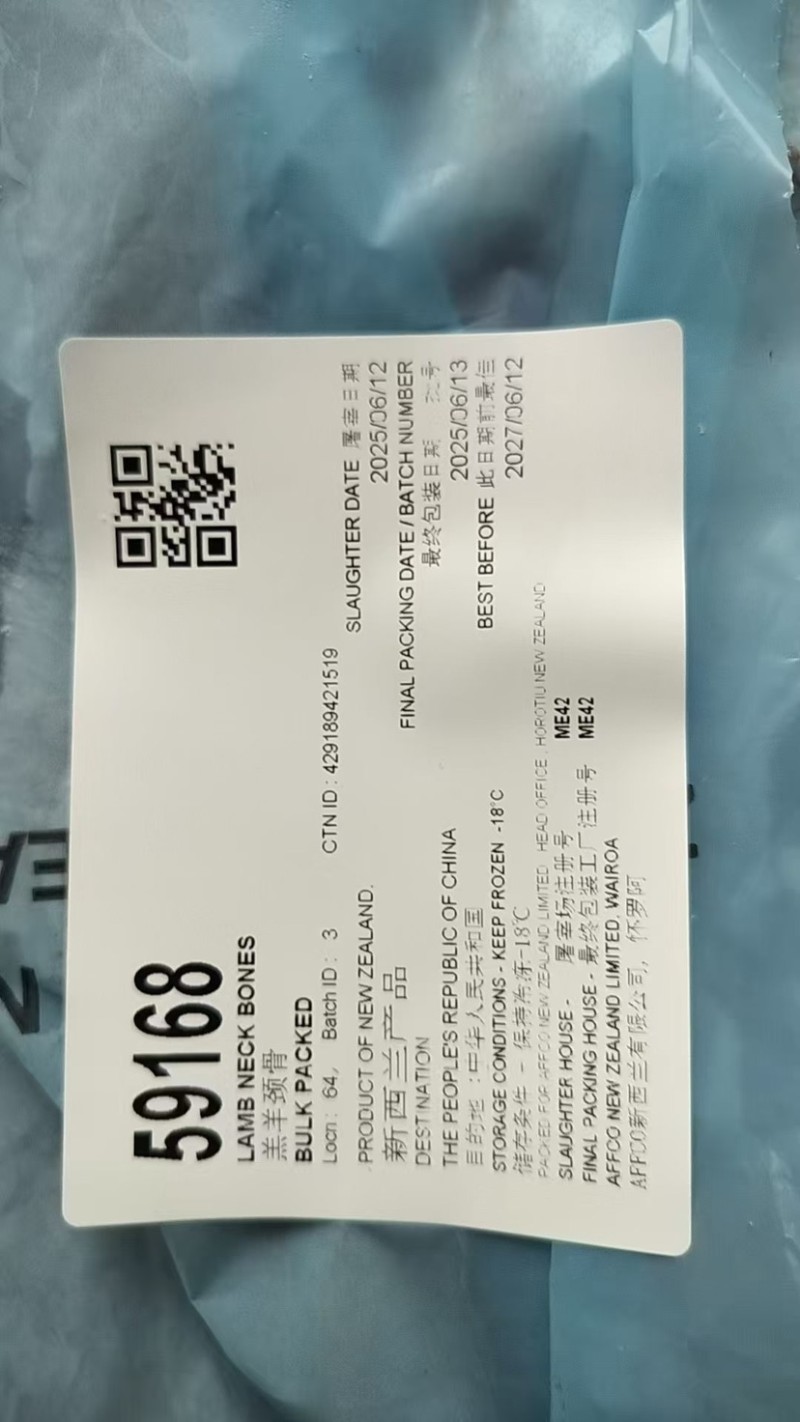 59168
LAMB NECK BONES
羔羊颈骨
BULK PACKED
Locn: 64, Batch ID: 3 CTN ID: 429189421519
PRODUCT OF NEW ZEALAND.
新西兰产品
DESTINATION
THE PEOPLE'S REPUBLIC OF CHINA
目的地:中华人民共和国
STORAGE CONDITIONS - KEEP FROZEN -18°C
储存条件 - 保持冷冻-18℃
PACKED FOR AFFCO NEW ZEALAND LIMITED, HEAD OFFICE, HOROTIU NEW ZEALAND
SLAUGHTER HOUSE - 屠宰场注册号 ME42
FINAL PACKING HOUSE - 最终包装工厂注册号 ME42
AFFCO NEW ZEALAND LIMITED, WAIROA
AFFCO新西兰有限公司, 怀罗阿
SLAUGHTER DATE 屠宰日期
2025/06/12
FINAL PACKING DATE / BATCH NUMBER
最终包装日期 批号
2025/06/13
BEST BEFORE 此日期前最佳
2027/06/12